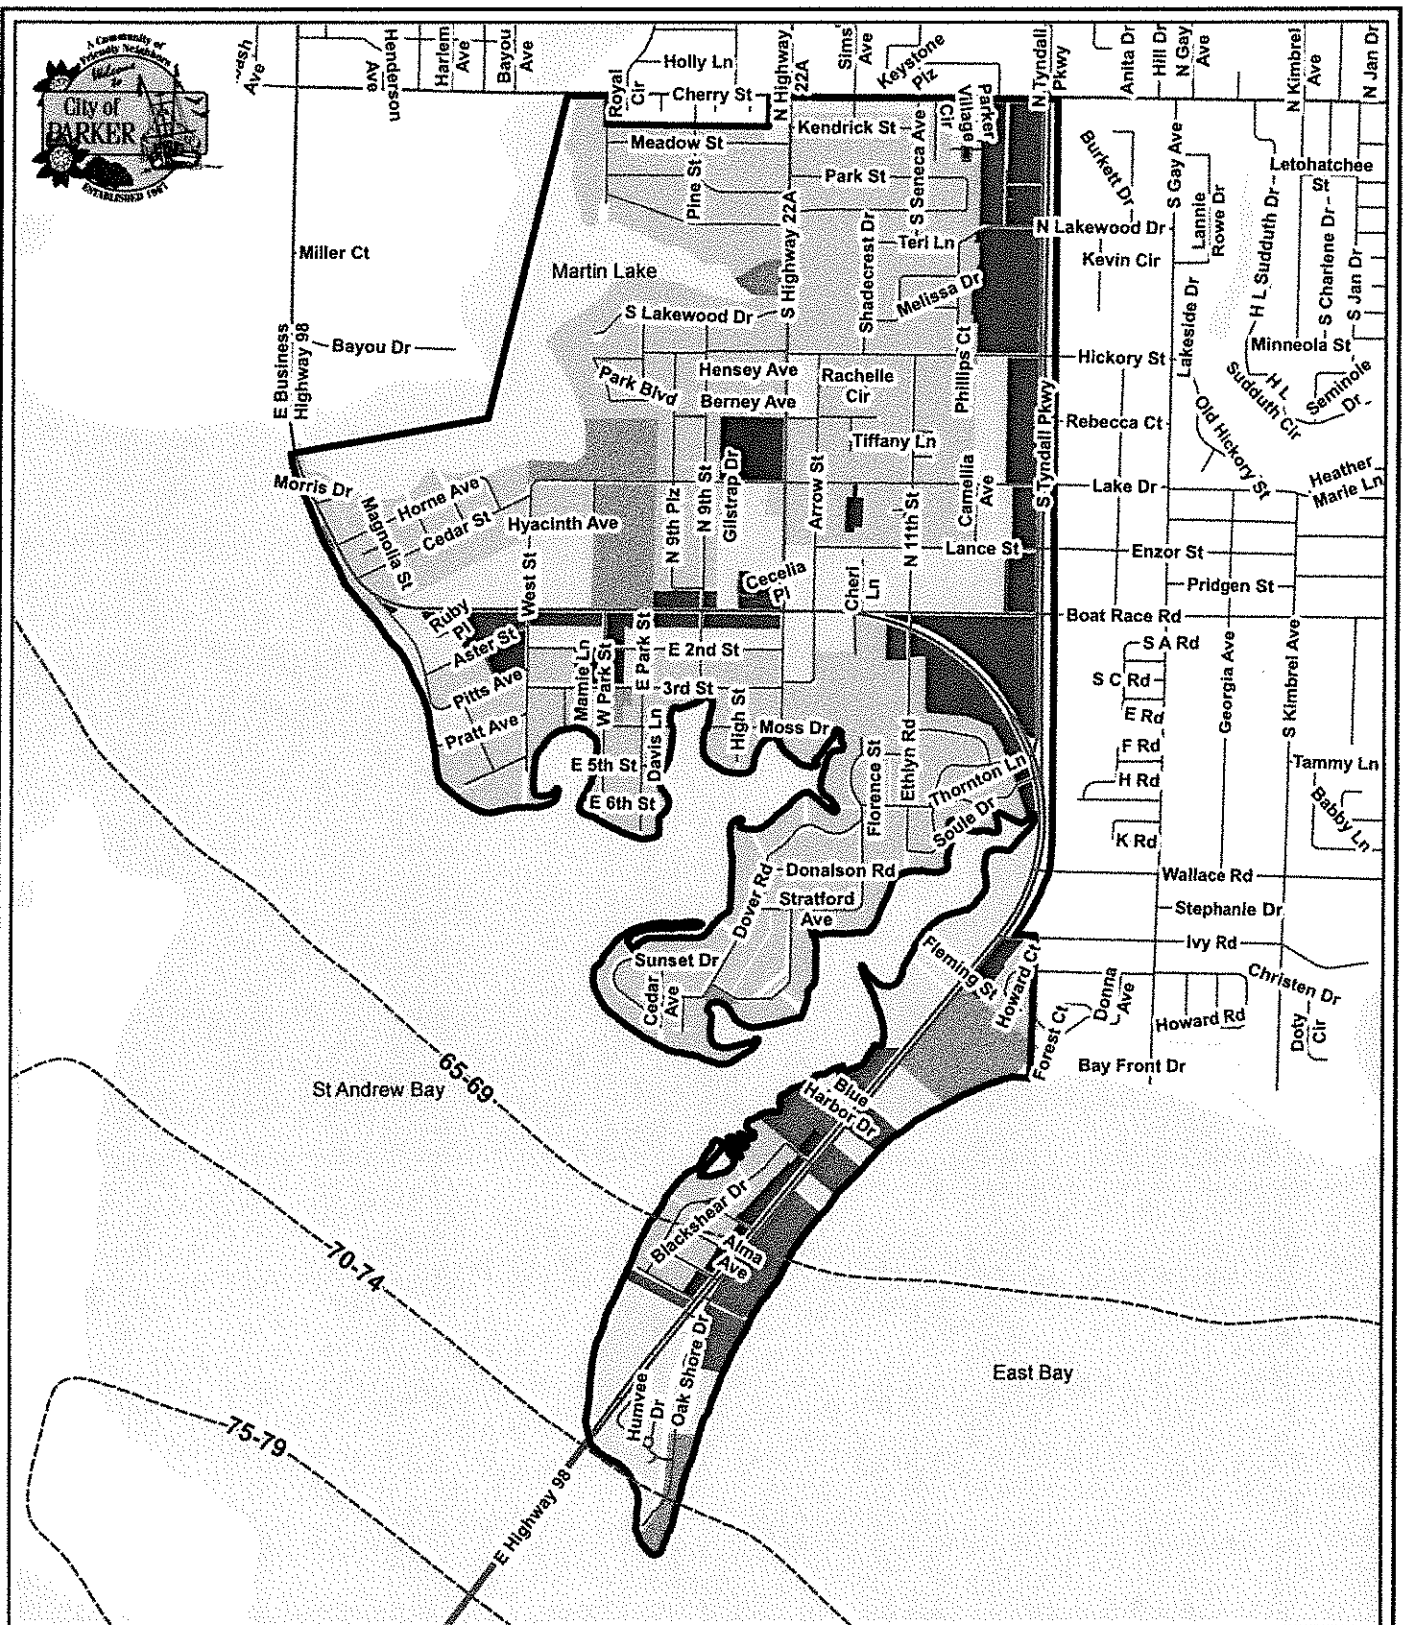 A Community of
Friendly Neighbors
Welcome
to
City of
PARKER
ESTABLISHED 1967
Henderson
Ave
Harlem
Ave
Bayou
Ave
Royal
Cir
Holly Ln
Cherry St
N Highway
22A
Sims
Ave
Keystone
Plz
N Tyndall
Pkwy
Anita Dr
Hill Dr
N Gay
Ave
N Kimbrel
Ave
N Jan Dr
Meadow St
Kendrick St
Parker
Village
Cir
Pine St
Park St
S Seneca Ave
Burkett Dr
S Gay Ave
Lannie
Rowe Dr
Letohatchee
St
H L Sudduth Dr
S Charlene Dr
S Jan Dr
Miller Ct
Martin Lake
S Highway 22A
Shadecrest Dr
Teri Ln
N Lakewood Dr
Kevin Cir
Melissa Dr
S Lakewood Dr
Lakeside Dr
Bayou Dr
E Business
Highway 98
Hensey Ave
Park Blvd
Berney Ave
Rachelle
Cir
Phillips Ct
Hickory St
Minneola St
H L
Sudduth Cir
Seminole
Dr
Rebecca Ct
Old Hickory St
S Tyndall Pkwy
Tiffany Ln
Gilstrap Dr
Morris Dr
Magnolia St
Horne Ave
Cedar St
Hyacinth Ave
N 9th Plz
N 9th St
Arrow St
N 11th St
Camellia
Ave
Lake Dr
Heather
Marie Ln
Lance St
Enzor St
West St
Cecelia
Pl
Cheri
Ln
Pridgen St
Ruby
Pl
Boat Race Rd
Aster St
Mamie Ln
W Park St
E Park St
E 2nd St
S A Rd
Georgia Ave
S Kimbrel Ave
Pitts Ave
3rd St
S C Rd
Pratt Ave
Davis Ln
High St
Moss Dr
E Rd
F Rd
E 5th St
Florence St
Ethlyn Rd
Thornton Ln
H Rd
Tammy Ln
E 6th St
Soule Dr
Babby Ln
K Rd
Donalson Rd
Wallace Rd
Dover Rd
Stratford
Ave
Stephanie Dr
Sunset Dr
Fleming St
Ivy Rd
Cedar
Ave
Howard Ct
Donna
Ave
Christen Dr
Forest Ct
Howard Rd
Doty
Cir
65-69
St Andrew Bay
Blue
Harbor Dr
Bay Front Dr
Blackshear Dr
70-74
Alma
Ave
Oak Shore Dr
East Bay
Humvee
Dr
75-79
E Highway 98